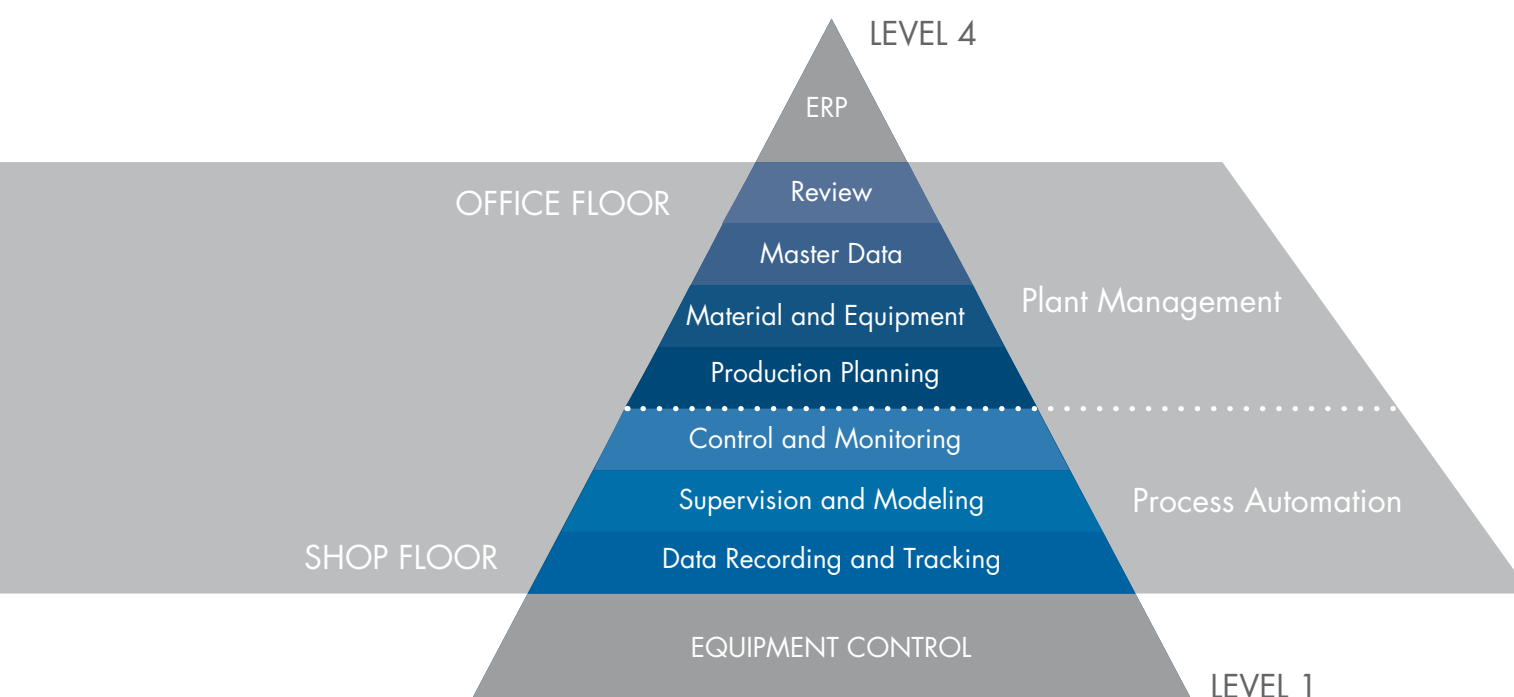 LEVEL 4
ERP
Review
OFFICE FLOOR
Master Data
Plant Management
Material and Equipment
Production Planning
Control and Monitoring
Supervision and Modeling
Process Automation
SHOP FLOOR
Data Recording and Tracking
EQUIPMENT CONTROL
LEVEL 1